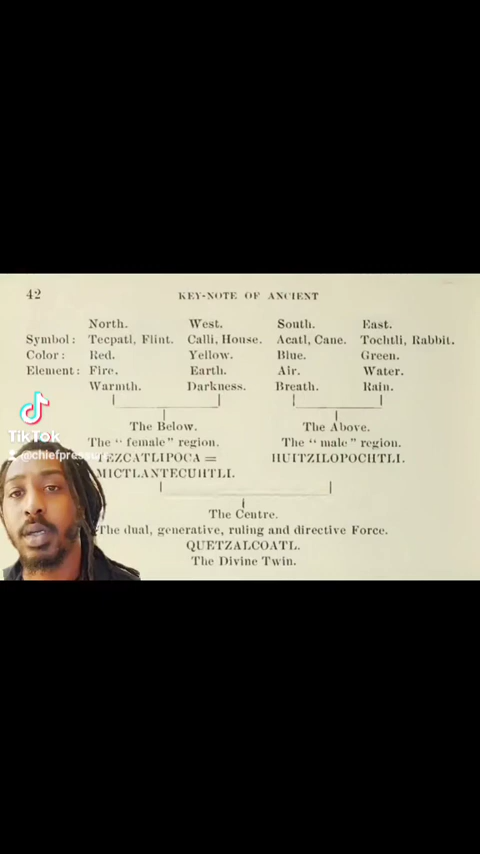 42 KEY-NOTE OF ANCIENT
North. West. South. East.
Symbol: Tecpatl, Flint. Calli, House. Acatl, Cane. Tochtli, Rabbit.
Color: Red. Yellow. Blue. Green.
Element: Fire. Earth. Air. Water.
Warmth. Darkness. Breath. Rain.
The Below. The Above.
The "female" region. The "male" region.
TEZCATLIPOCA = HUITZILOPOCHTLI.
MICTLANTECUHTLI.
The Centre.
The dual, generative, ruling and directive Force.
QUETZALCOATL.
The Divine Twin.
TikTok